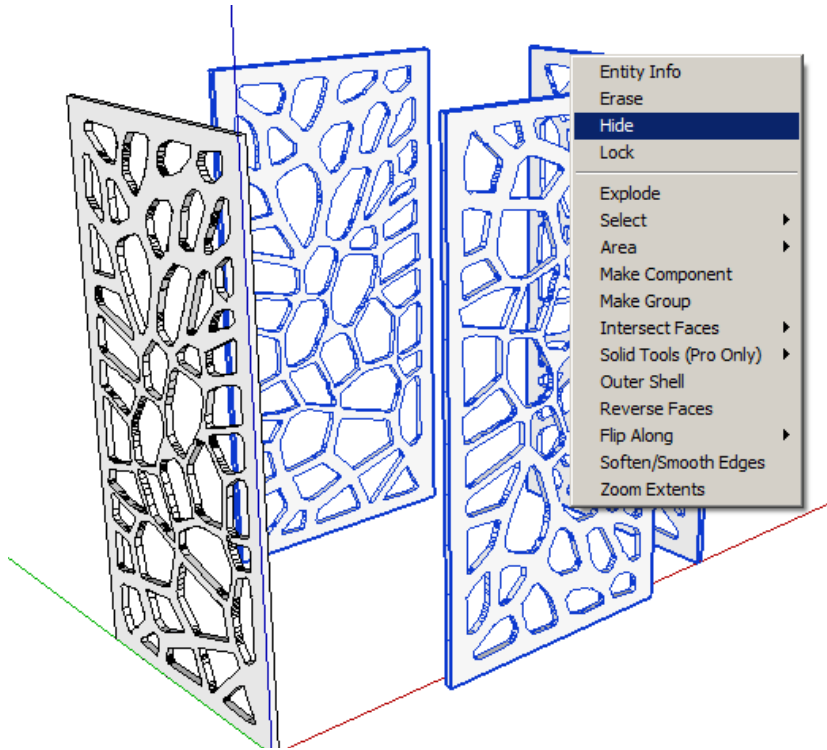 Entity Info
Erase
Hide
Lock
Explode
Select
Area
Make Component
Make Group
Intersect Faces
Solid Tools (Pro Only)
Outer Shell
Reverse Faces
Flip Along
Soften/Smooth Edges
Zoom Extents